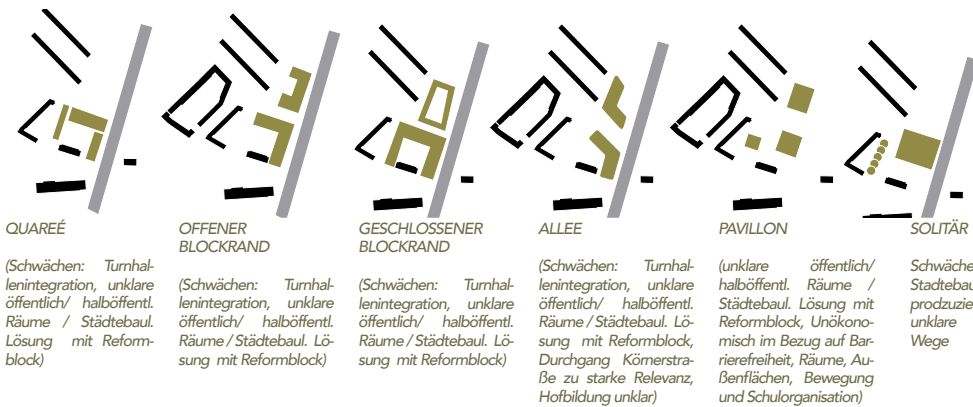 QUAREÉ
(Schwächen: Turnhal-
lenintegration, unklare
öffentlich/ halböffentl.
Räume / Städtebaul.
Lösung mit Reform-
block)
OFFENER
BLOCKRAND
(Schwächen: Turnhal-
lenintegration, unklare
öffentlich/ halböffentl.
Räume / Städtebaul. Lö-
sung mit Reformblock)
GESCHLOSSENER
BLOCKRAND
(Schwächen: Turnhal-
lenintegration, unklare
öffentlich/ halböffentl.
Räume / Städtebaul. Lö-
sung mit Reformblock)
ALLEE
(Schwächen: Turnhal-
lenintegration, unklare
öffentlich/ halböffentl.
Räume / Städtebaul. Lö-
sung mit Reformblock,
Durchgang Körnerstra-
ße zu starke Relevanz,
Hofbildung unklar)
PAVILLON
(unklare öffentlich/
halböffentl. Räume /
Städtebaul. Lösung mit
Reformblock, Unökono-
misch im Bezug auf Bar-
rierefreiheit, Räume, Au-
ßenflächen, Bewegung
und Schulorganisation)
SOLITÄR
Schwäche
Stadtebau
prodzuzie
unklare
Wege